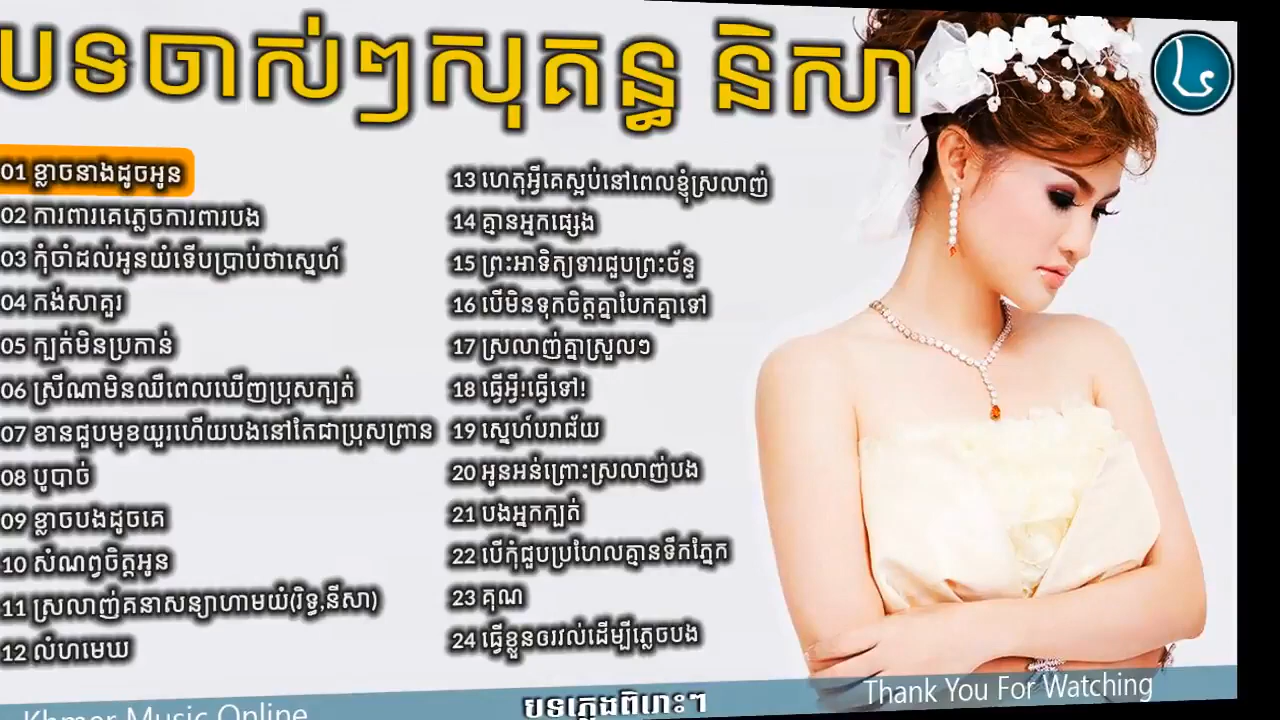 បទចាស់ៗសុគន្ធ និសា
01 ខ្លាចនាងដូចអូន
02 ការពារគេភ្លេចការពារបង
03 កុំចាំដល់អូនយំទើបប្រាប់ថាស្នេហ៍
04 កង់សាគួរ
05 ក្បត់មិនប្រកាន់
06 ស្រីណាមិនឈឺពេលឃើញប្រុសក្បត់
07 ខានជួបមុខយូរហើយបងនៅតែជាប្រុសព្រាន
08 បូបាច់
09 ខ្លាចបងដូចគេ
10 សំណព្វចិត្តអូន
11 ស្រលាញ់គនាសន្យាហាមយំ(រិទ្ធ,នីសា)
12 លំហមេឃ
13 ហេតុអ្វីគេស្អប់នៅពេលខ្ញុំស្រលាញ់
14 គ្មានអ្នកផ្សេង
15 ព្រះអាទិត្យទារជួបព្រះច័ន្ទ
16 បើមិនទុកចិត្តគ្នាបែកគ្នាទៅ
17 ស្រលាញ់គ្នាស្រួលៗ
18 ធ្វើអ្វី!ធ្វើទៅ!
19 ស្នេហ៍បរាជ័យ
20 អូនអន់ព្រោះស្រលាញ់បង
21 បងអ្នកក្បត់
22 បើកុំជួបប្រហែលគ្មានទឹកភ្នែក
23 គុណ
24 ធ្វើខ្លួនឲរវល់ដើម្បីភ្លេចបង
Khmer Music Online
បទភ្លេងពិរោះៗ
Thank You For Watching